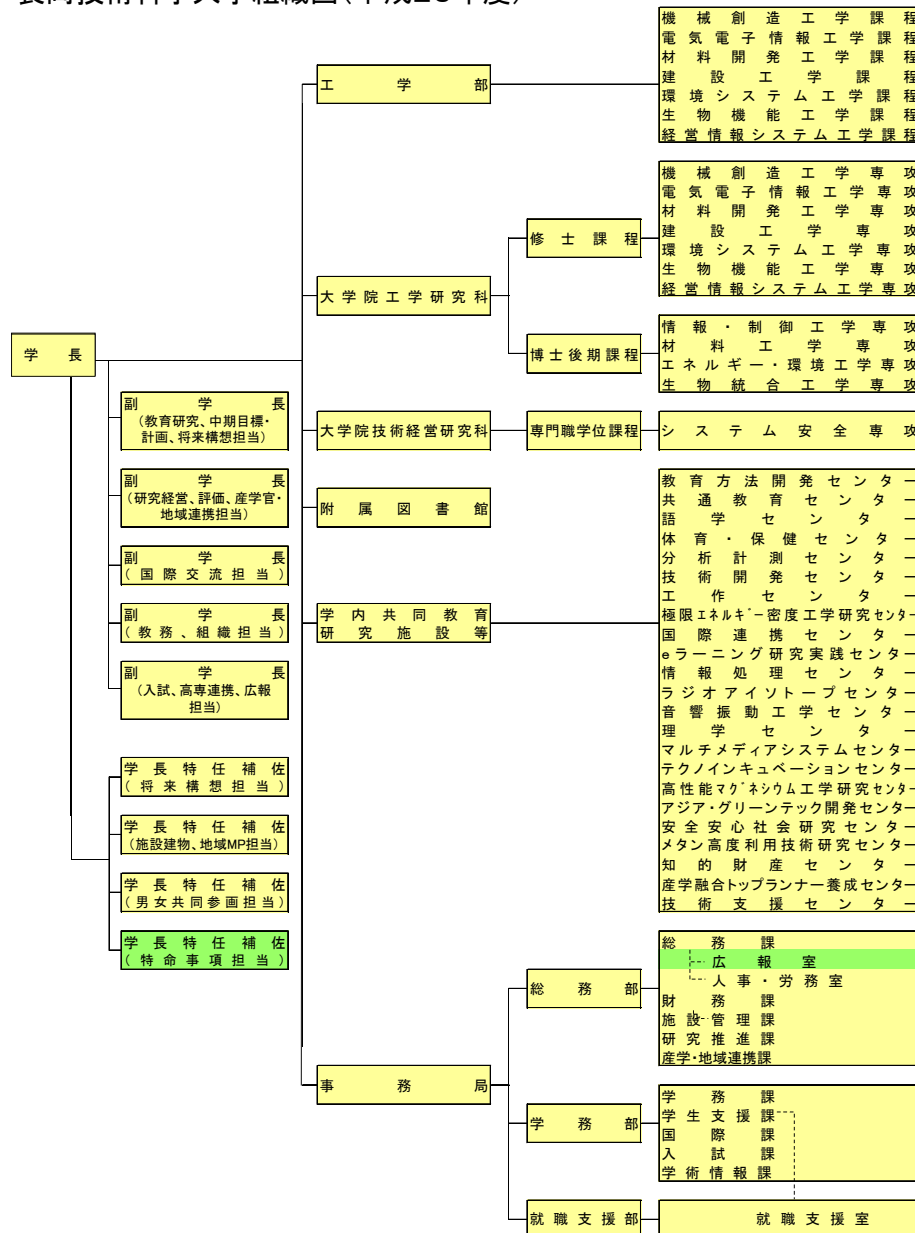 長岡技術科学大学組織図(平成25年度)
機械創造工学課程
電気電子情報工学課程
材料開発工学課程
建設工学課程
環境システム工学課程
生物機能工学課程
経営情報システム工学課程
工学部
機械創造工学専攻
電気電子情報工学専攻
材料開発工学専攻
建設工学専攻
環境システム工学専攻
生物機能工学専攻
経営情報システム工学専攻
修士課程
大学院工学研究科
情報・制御工学専攻
材料工学専攻
エネルギー・環境工学専攻
生物統合工学専攻
博士後期課程
学長
副学長
(教育研究、中期目標・
計画、将来構想担当)
大学院技術経営研究科
専門職学位課程
システム安全専攻
副学長
(研究経営、評価、産学官・
地域連携担当)
附属図書館
副学長
(国際交流担当)
副学長
(教務、組織担当)
学内共同教育
研究施設等
副学長
(入試、高専連携、広報
担当)
教育方法開発センター
共通教育センター
語学センター
体育・保健センター
分析計測センター
技術開発センター
工作センター
極限エネルギー密度工学研究センター
国際連携センター
eラーニング研究実践センター
情報処理センター
ラジオアイソトープセンター
音響振動工学センター
理学センター
マルチメディアシステムセンター
テクノインキュベーションセンター
高性能マグネシウム工学研究センター
アジア・グリーンテック開発センター
安全安心社会研究センター
メタン高度利用技術研究センター
知的財産センター
産学融合トップランナー養成センター
技術支援センター
学長特任補佐
(将来構想担当)
学長特任補佐
(施設建物、地域MP担当)
学長特任補佐
(男女共同参画担当)
学長特任補佐
(特命事項担当)
総務課
広報室
人事・労務室
財務課
施設管理課
研究推進課
産学・地域連携課
総務部
事務局
学務課
学生支援課
国際課
入試課
学術情報課
学務部
就職支援部
就職支援室